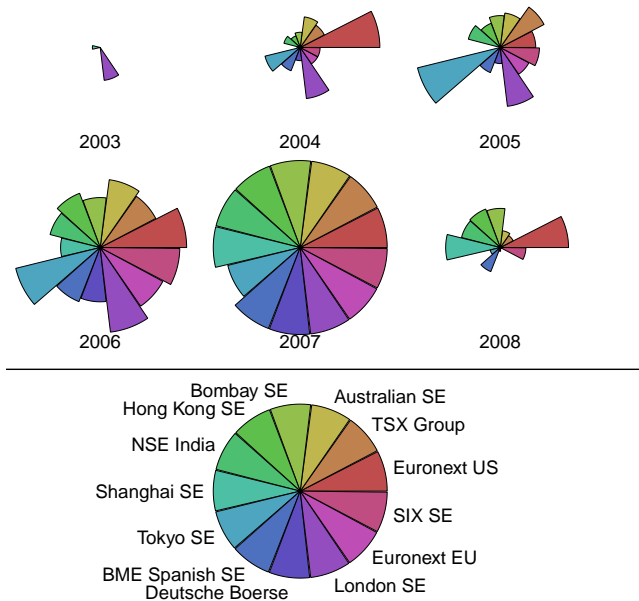 2003
2004
2005
2006
2007
2008
Bombay SE
Australian SE
Hong Kong SE
TSX Group
NSE India
Euronext US
Shanghai SE
SIX SE
Tokyo SE
Euronext EU
BME Spanish SE
London SE
Deutsche Boerse